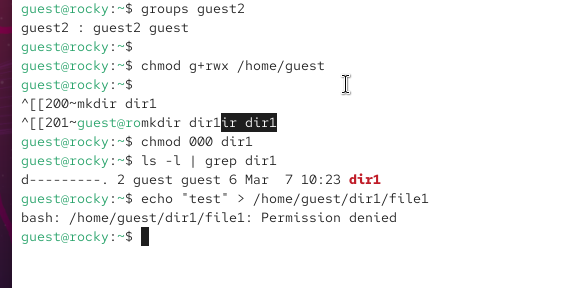 guest@rocky:~$ groups guest2
guest2 : guest2 guest
guest@rocky:~$
guest@rocky:~$ chmod g+rwx /home/guest
guest@rocky:~$
^[[200~mkdir dir1
^[[201~guest@romkdir dir1ir dir1
guest@rocky:~$ chmod 000 dir1
guest@rocky:~$ ls -l | grep dir1
d---------. 2 guest guest 6 Mar  7 10:23 dir1
guest@rocky:~$ echo "test" > /home/guest/dir1/file1
bash: /home/guest/dir1/file1: Permission denied
guest@rocky:~$